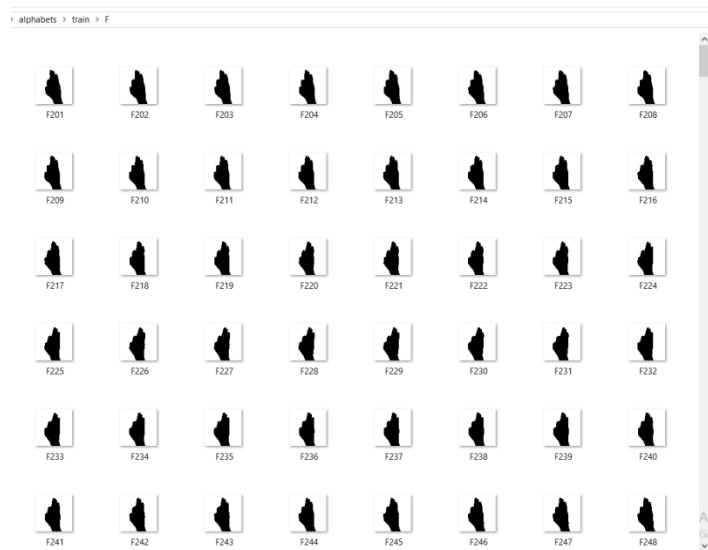 › alphabets › train › F
F201 F202 F203 F204 F205 F206 F207 F208
F209 F210 F211 F212 F213 F214 F215 F216
F217 F218 F219 F220 F221 F222 F223 F224
F225 F226 F227 F228 F229 F230 F231 F232
F233 F234 F235 F236 F237 F238 F239 F240
F241 F242 F243 F244 F245 F246 F247 F248